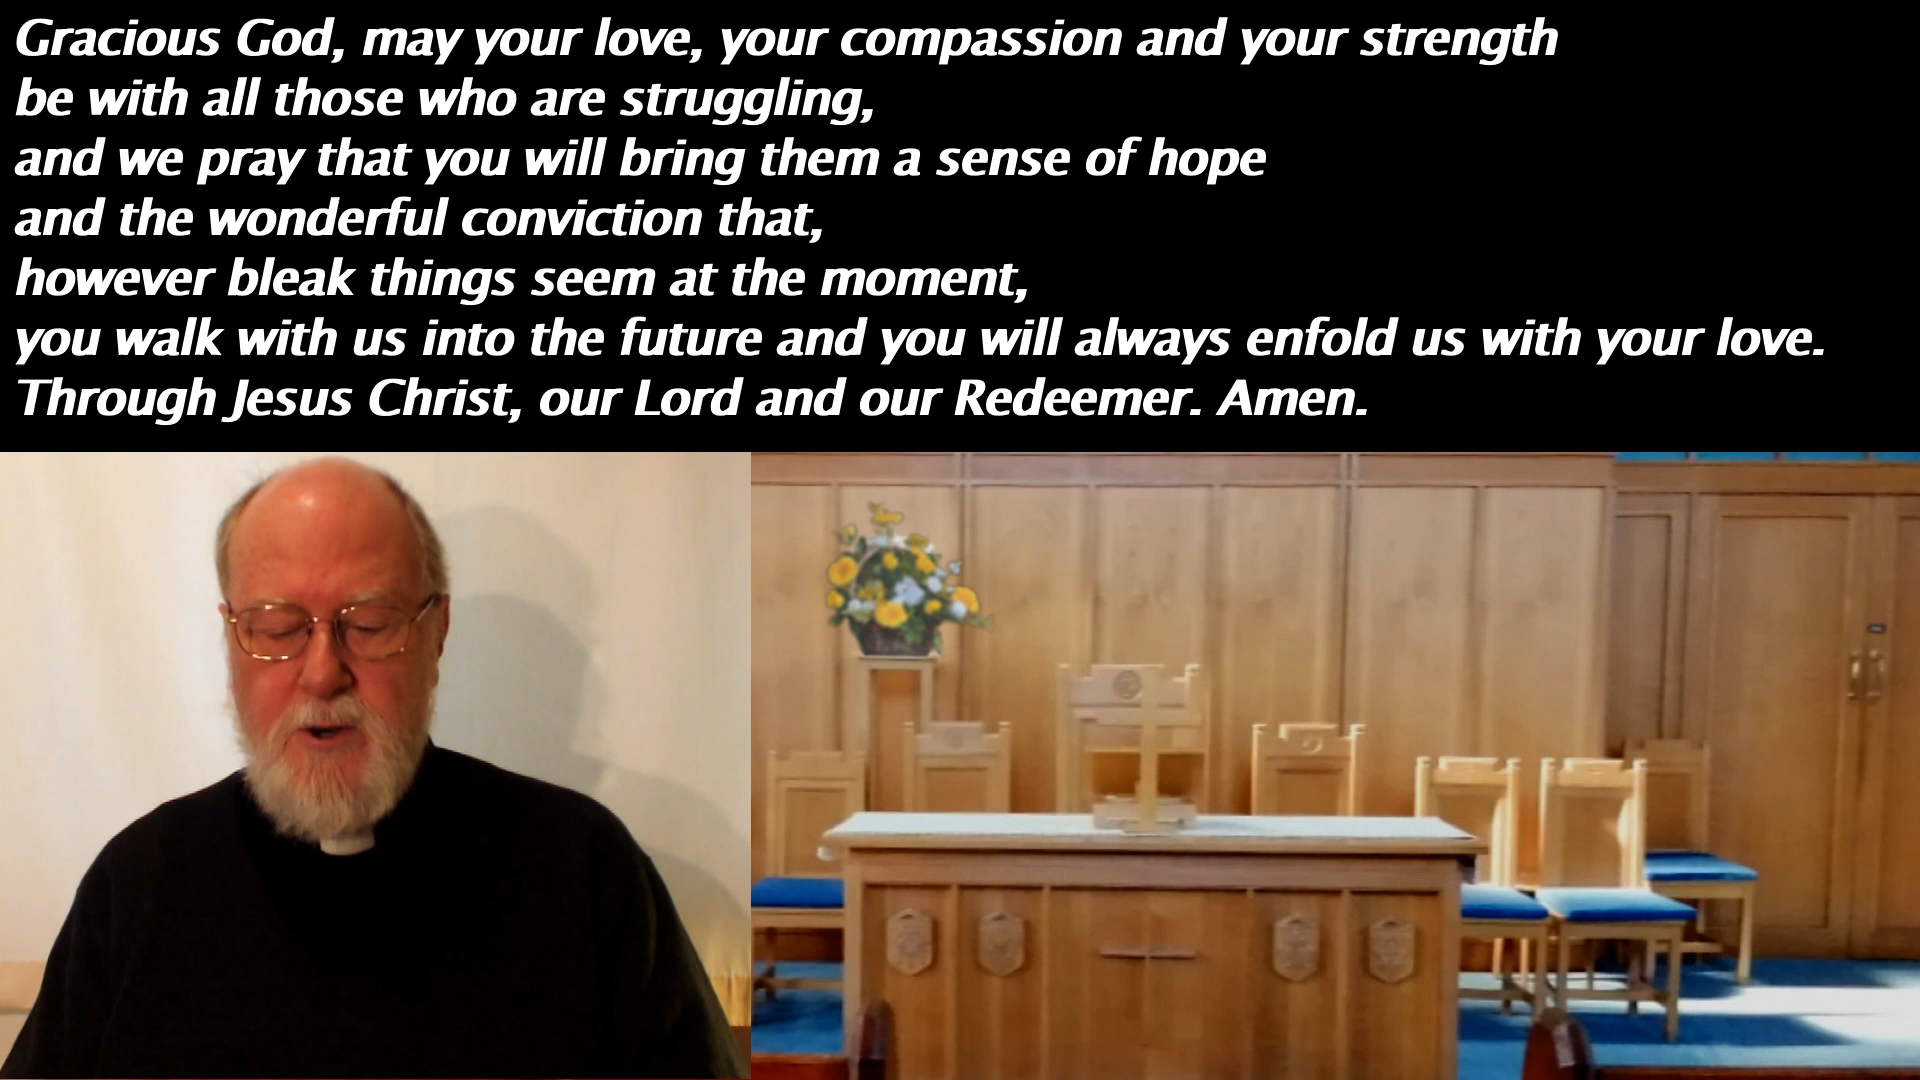 Gracious God, may your love, your compassion and your strength
be with all those who are struggling,
and we pray that you will bring them a sense of hope
and the wonderful conviction that,
however bleak things seem at the moment,
you walk with us into the future and you will always enfold us with your love.
Through Jesus Christ, our Lord and our Redeemer. Amen.